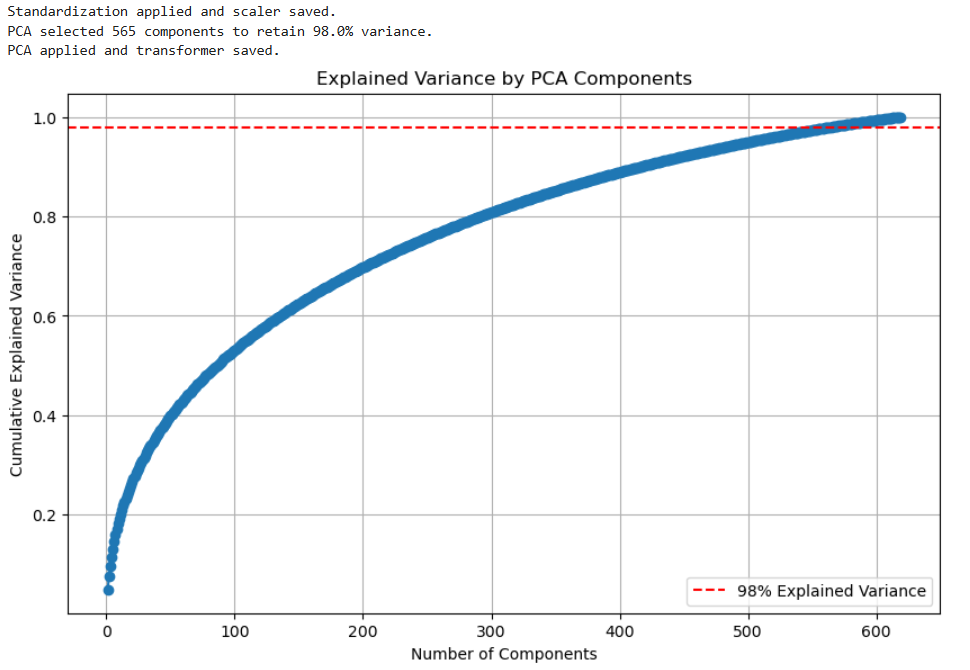 Standardization applied and scaler saved.
PCA selected 565 components to retain 98.0% variance.
PCA applied and transformer saved.
Explained Variance by PCA Components
1.0
0.8
0.6
0.4
0.2
Cumulative Explained Variance
98% Explained Variance
0 100 200 300 400 500 600
Number of Components